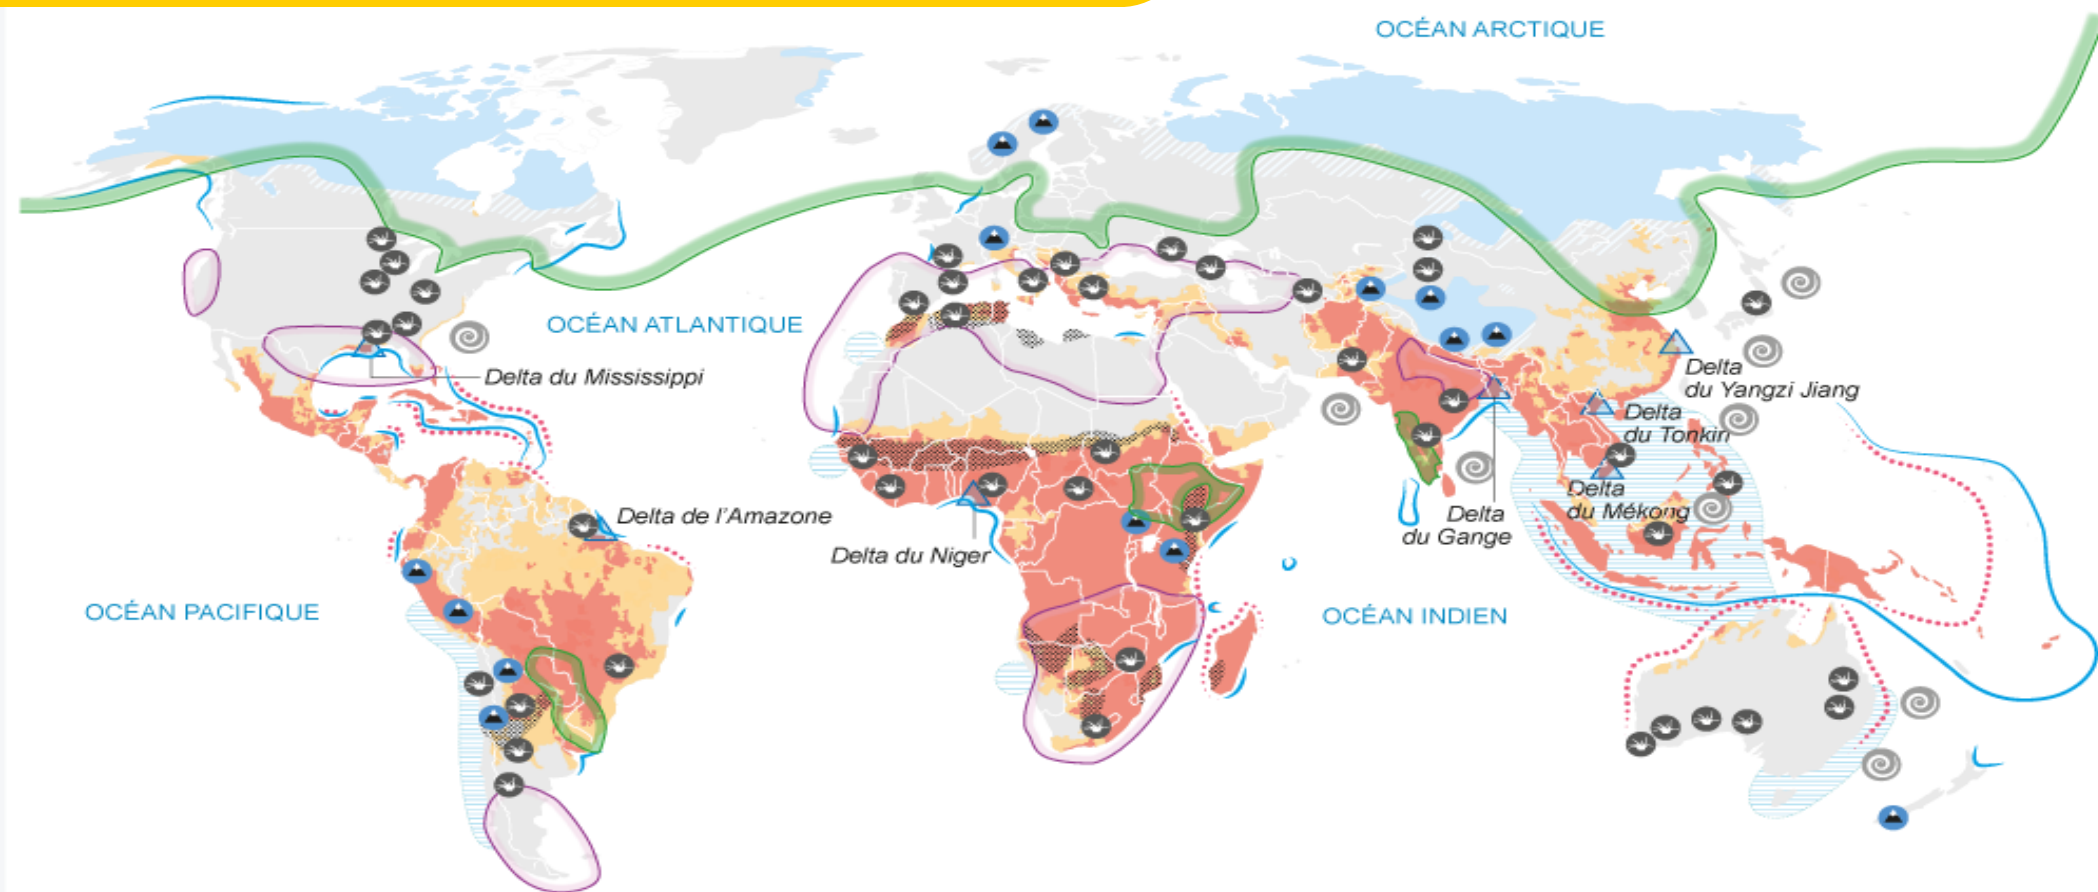 OCÉAN ARCTIQUE
OCÉAN ATLANTIQUE
Delta du Mississippi
Delta
du Yangzi Jiang
Delta
du Tonkin
Delta
du Mékong
Delta de l'Amazone
Delta
du Gange
Delta du Niger
OCÉAN PACIFIQUE
OCÉAN INDIEN